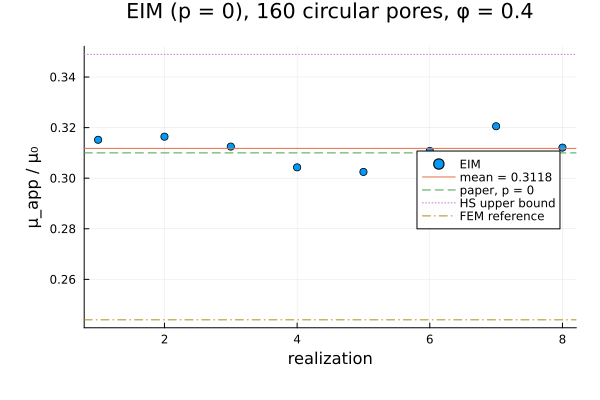 EIM (p = 0), 160 circular pores, φ = 0.4
μ_app / μ₀
0.34
0.32
0.30
0.28
0.26
EIM
mean = 0.3118
paper, p = 0
HS upper bound
FEM reference
2
4
6
8
realization